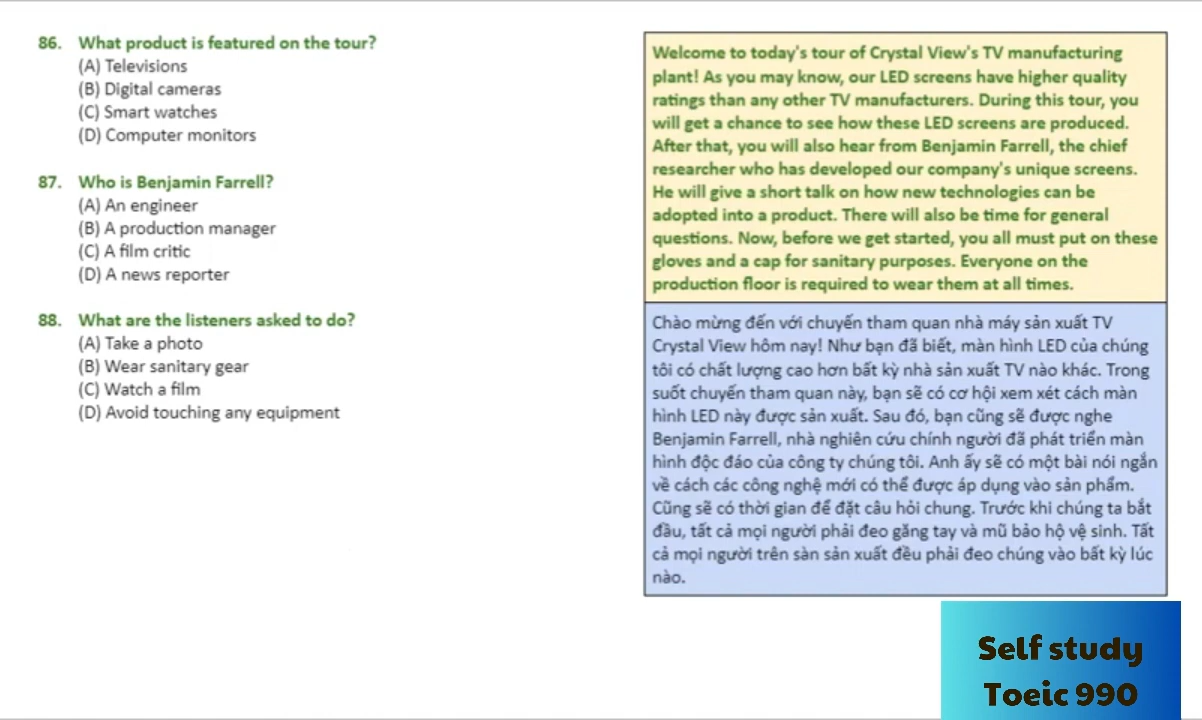 86. What product is featured on the tour?
(A) Televisions
(B) Digital cameras
(C) Smart watches
(D) Computer monitors
87. Who is Benjamin Farrell?
(A) An engineer
(B) A production manager
(C) A film critic
(D) A news reporter
88. What are the listeners asked to do?
(A) Take a photo
(B) Wear sanitary gear
(C) Watch a film
(D) Avoid touching any equipment
Welcome to today's tour of Crystal View's TV manufacturing
plant! As you may know, our LED screens have higher quality
ratings than any other TV manufacturers. During this tour, you
will get a chance to see how these LED screens are produced.
After that, you will also hear from Benjamin Farrell, the chief
researcher who has developed our company's unique screens.
He will give a short talk on how new technologies can be
adopted into a product. There will also be time for general
questions. Now, before we get started, you all must put on these
gloves and a cap for sanitary purposes. Everyone on the
production floor is required to wear them at all times.
Chào mừng đến với chuyến tham quan nhà máy sản xuất TV
Crystal View hôm nay! Như bạn đã biết, màn hình LED của chúng
tôi có chất lượng cao hơn bất kỳ nhà sản xuất TV nào khác. Trong
suốt chuyến tham quan này, bạn sẽ có cơ hội xem xét cách màn
hình LED này được sản xuất. Sau đó, bạn cũng sẽ được nghe
Benjamin Farrell, nhà nghiên cứu chính người đã phát triển màn
hình độc đáo của công ty chúng tôi. Anh ấy sẽ có một bài nói ngắn
về cách các công nghệ mới có thể được áp dụng vào sản phẩm.
Cũng sẽ có thời gian để đặt câu hỏi chung. Trước khi chúng ta bắt
đầu, tất cả mọi người phải đeo găng tay và mũ bảo hộ vệ sinh. Tất
cả mọi người trên sàn sản xuất đều phải đeo chúng vào bất kỳ lúc
nào.
Self study
Toeic 990